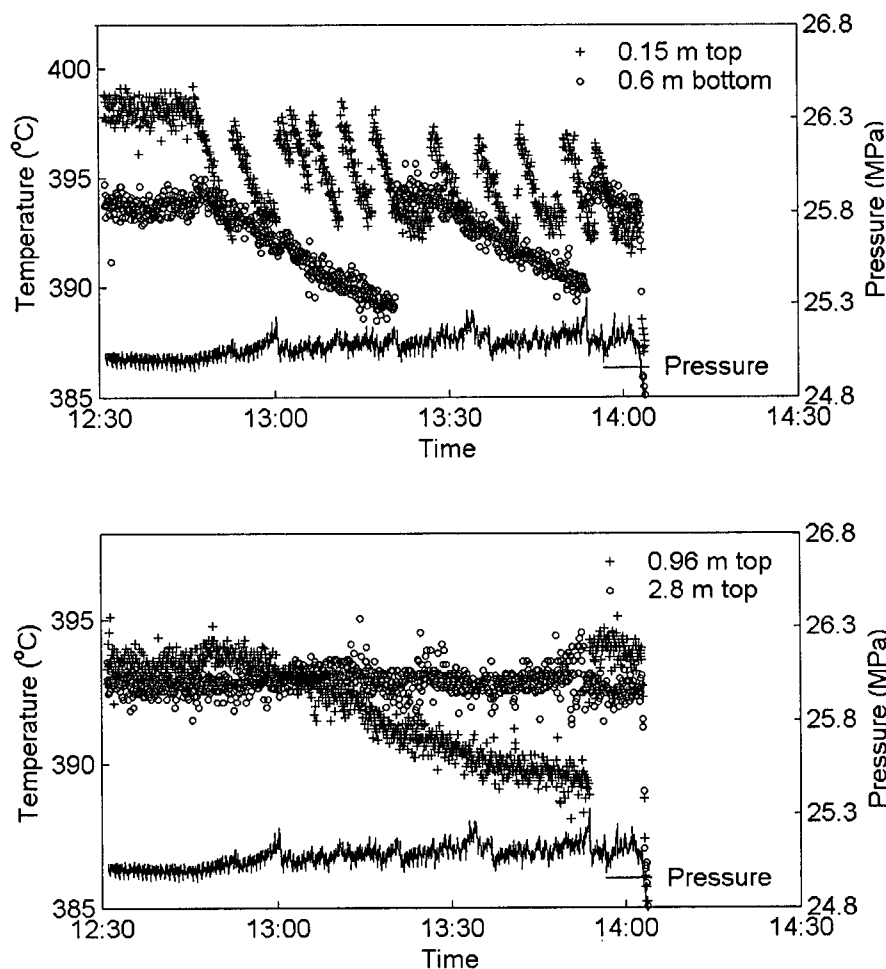 26.8
400
+ 0.15 m top
o 0.6 m bottom
26.3
Temperature (°C)
395
25.8
Pressure (MPa)
390
25.3
Pressure
385
24.8
12:30 13:00 13:30 14:00 14:30
Time
26.8
+ 0.96 m top
o 2.8 m top
395
26.3
Temperature (°C)
25.8
Pressure (MPa)
390
25.3
Pressure
385
24.8
12:30 13:00 13:30 14:00 14:30
Time